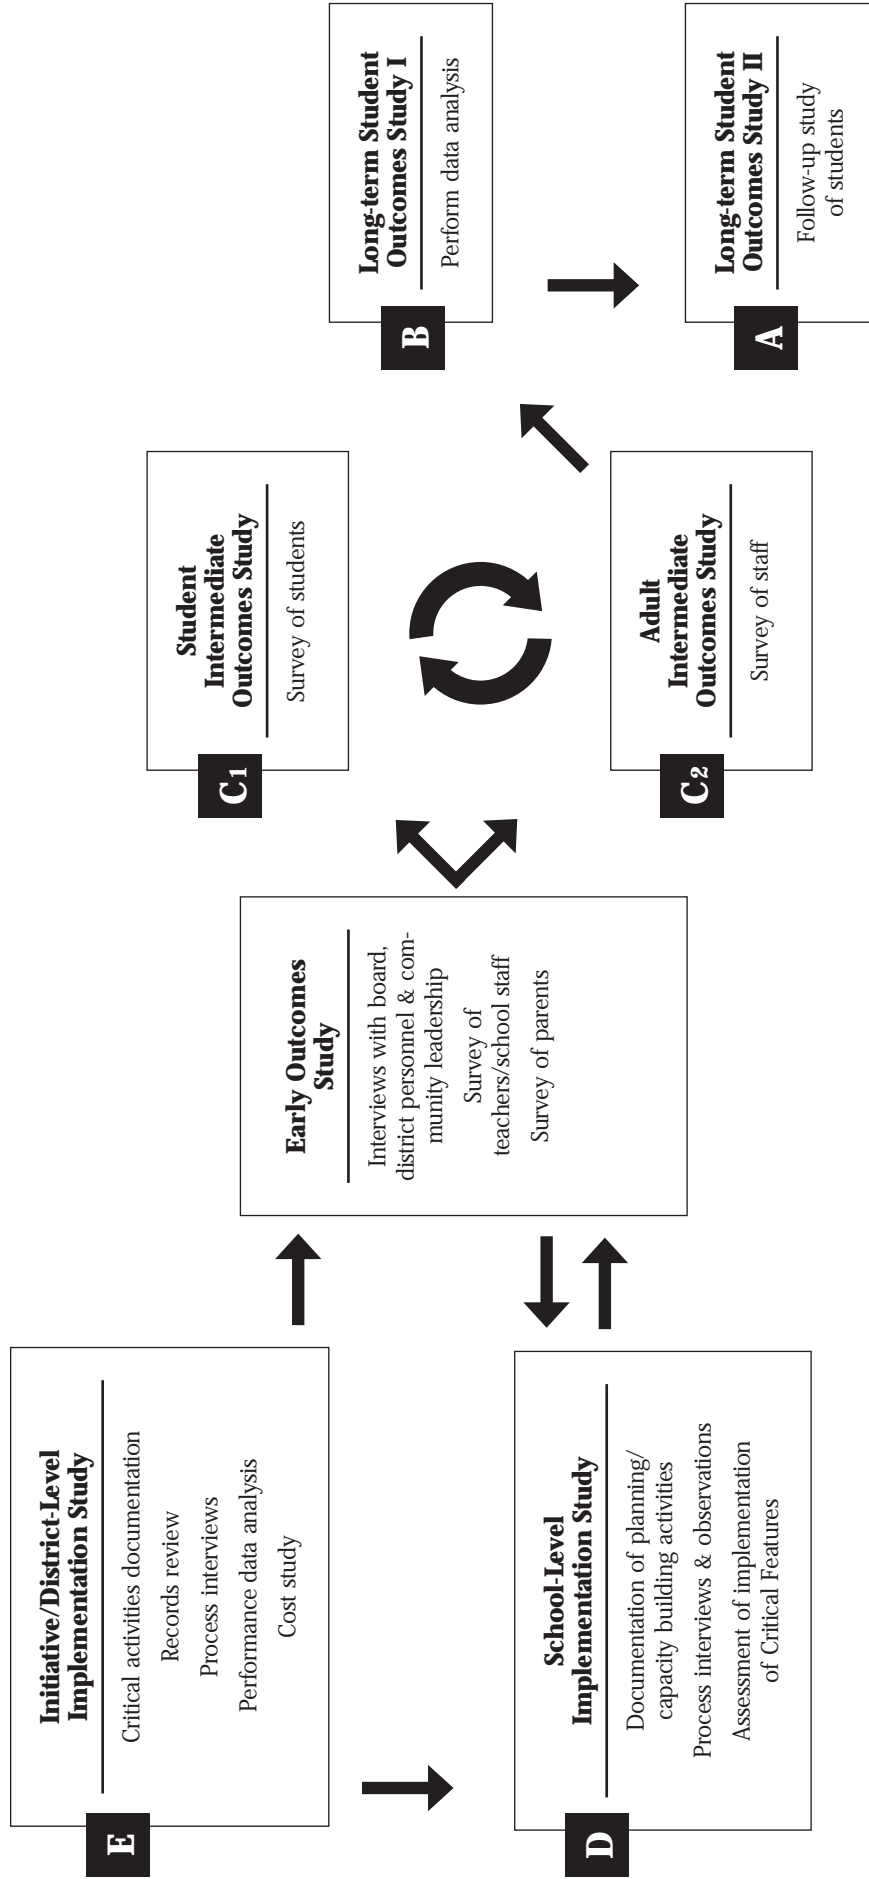 E
Initiative/District-Level
Implementation Study
Critical activities documentation
Records review
Process interviews
Performance data analysis
Cost study
D
School-Level
Implementation Study
Documentation of planning/
capacity building activities
Process interviews & observations
Assessment of implementation
of Critical Features
Early Outcomes
Study
Interviews with board,
district personnel & com-
munity leadership
Survey of
teachers/school staff
Survey of parents
C1
Student
Intermediate
Outcomes Study
Survey of students
C2
Adult
Intermediate
Outcomes Study
Survey of staff
B
Long-term Student
Outcomes Study I
Perform data analysis
A
Long-term Student
Outcomes Study II
Follow-up study
of students